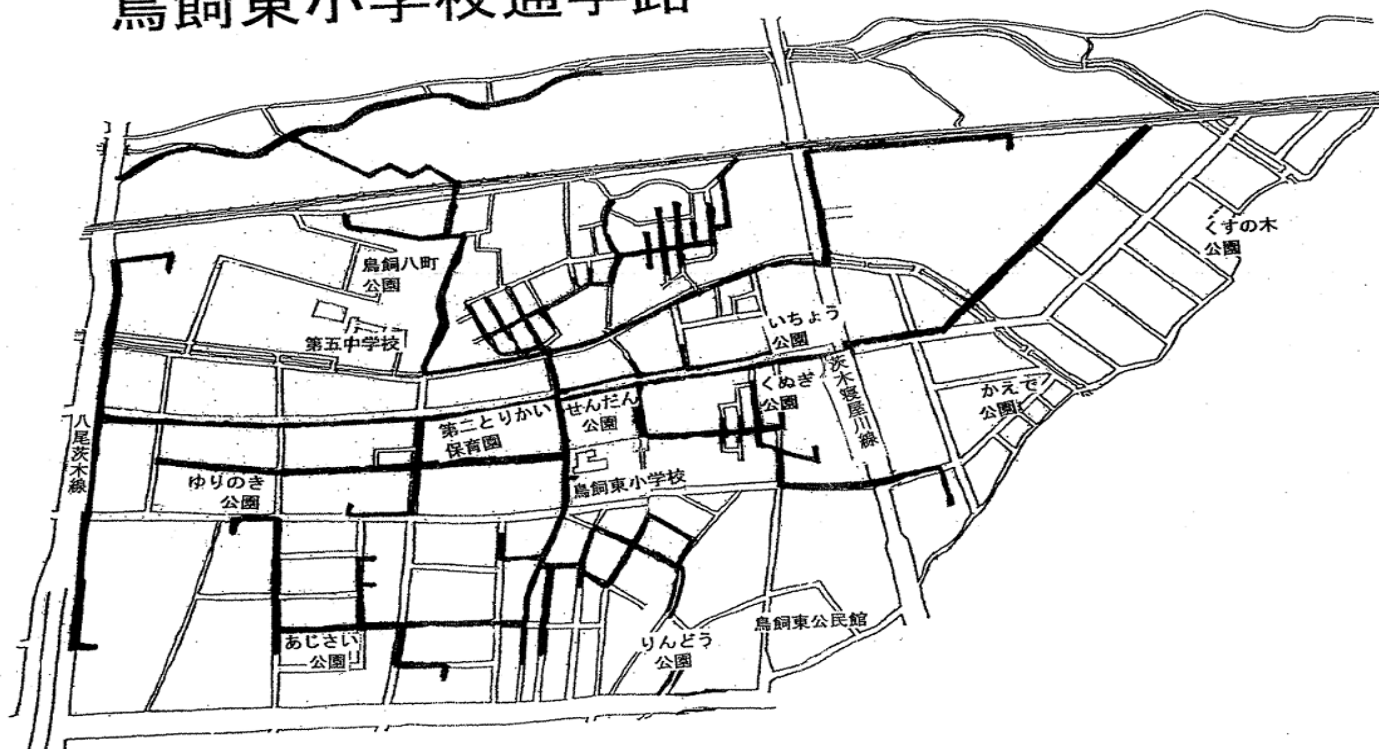 鳥飼東小学校通学路
くすの木
公園
鳥飼八町
公園
第五中学校
いちょう
公園
くぬぎ
公園
茨木寝屋川線
かえで
公園
八尾茨木線
第二とりかい
保育園
せんだん
公園
ゆりのき
公園
鳥飼東小学校
あじさい
公園
りんどう
公園
鳥飼東公民館